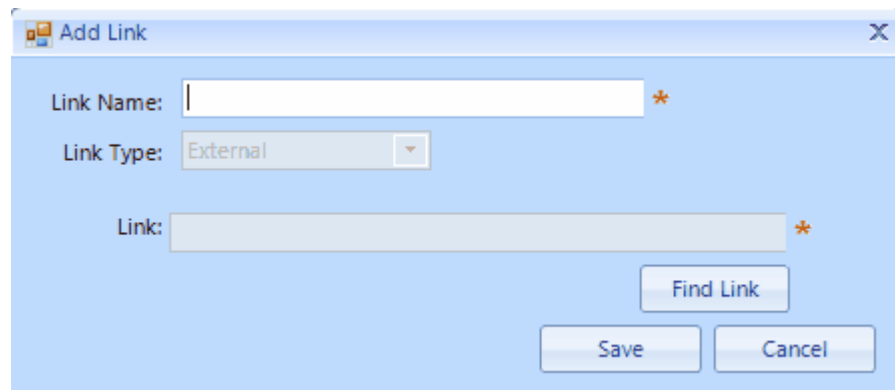 Add Link
Link Name: *
Link Type: External
Link: *
Find Link
Save Cancel